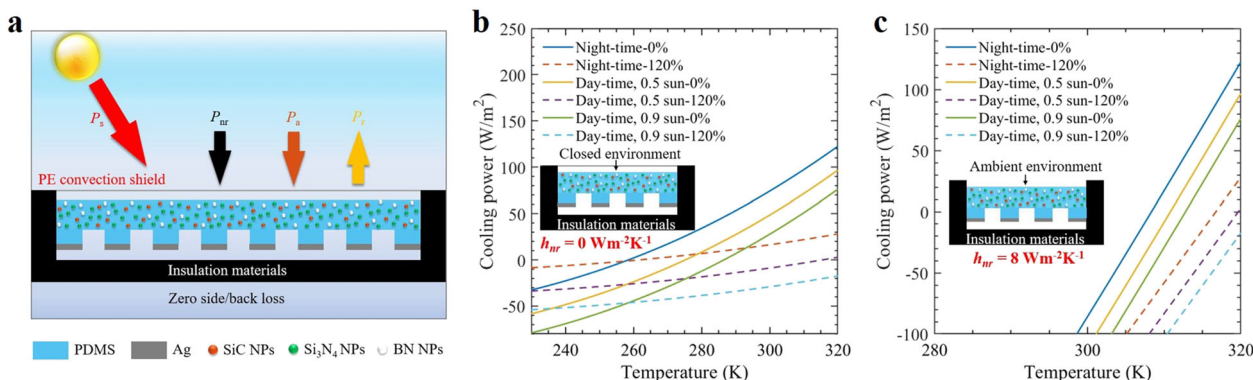 a
P_s
P_nr
P_a
P_r
PE convection shield
Insulation materials
Zero side/back loss
PDMS
Ag
SiC NPs
Si₃N₄ NPs
BN NPs
b
250
200
150
100
50
0
-50
240
260
280
300
320
Cooling power (W/m²)
Temperature (K)
Night-time-0%
Night-time-120%
Day-time, 0.5 sun-0%
Day-time, 0.5 sun-120%
Day-time, 0.9 sun-0%
Day-time, 0.9 sun-120%
Closed environment
Insulation materials
h_nr = 0 Wm⁻²K⁻¹
c
150
100
50
0
-50
-100
280
300
320
Cooling power (W/m²)
Temperature (K)
Night-time-0%
Night-time-120%
Day-time, 0.5 sun-0%
Day-time, 0.5 sun-120%
Day-time, 0.9 sun-0%
Day-time, 0.9 sun-120%
Ambient environment
Insulation materials
h_nr = 8 Wm⁻²K⁻¹